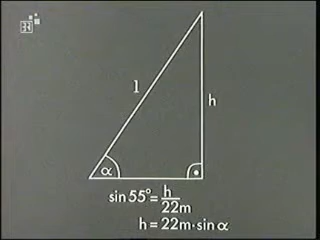 l
h
α
sin 55°= h/22m
h = 22m·sin α